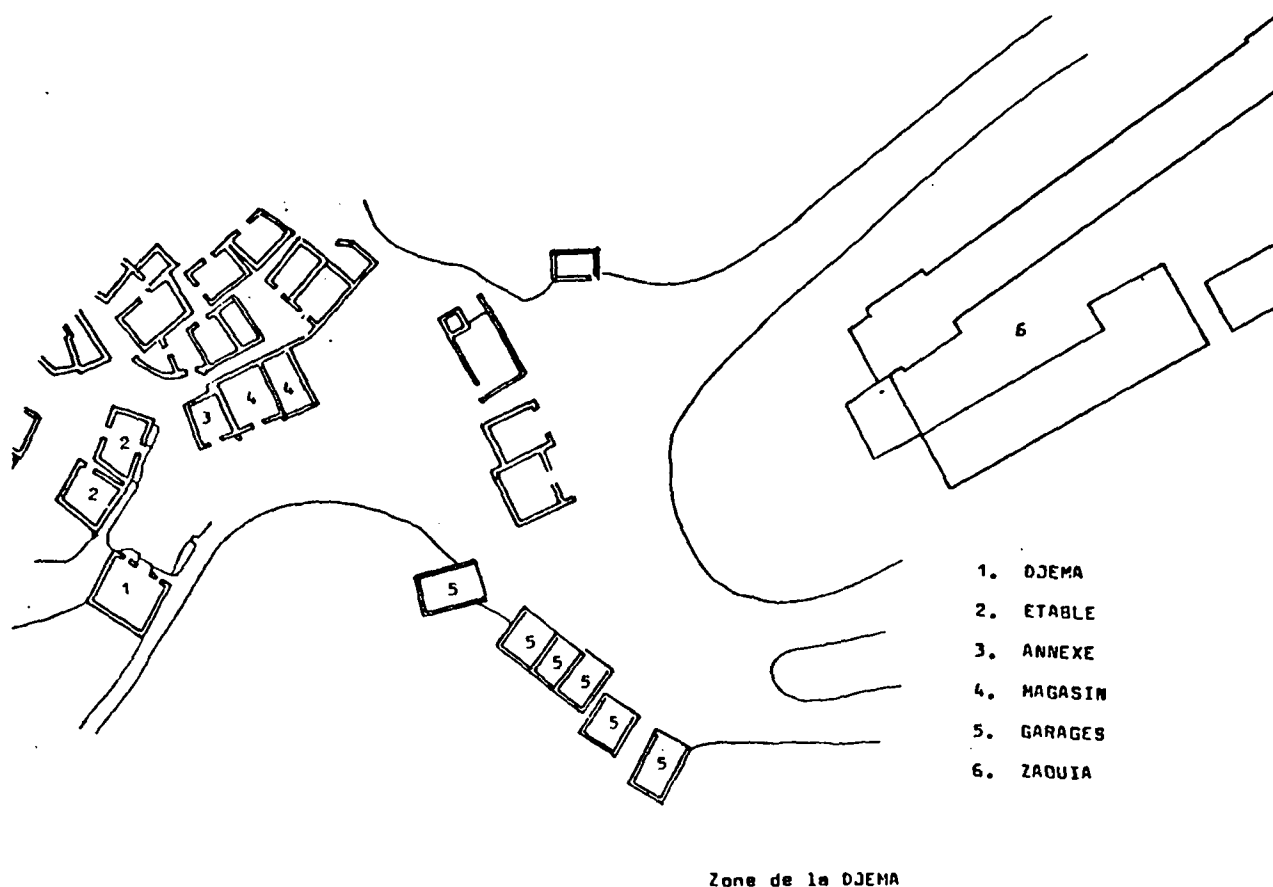 6
4
4
3
2
2
1
5
5
5
5
5
5
1. DJEMA
2. ETABLE
3. ANNEXE
4. MAGASIN
5. GARAGES
6. ZAOUIA
Zone de la DJEMA